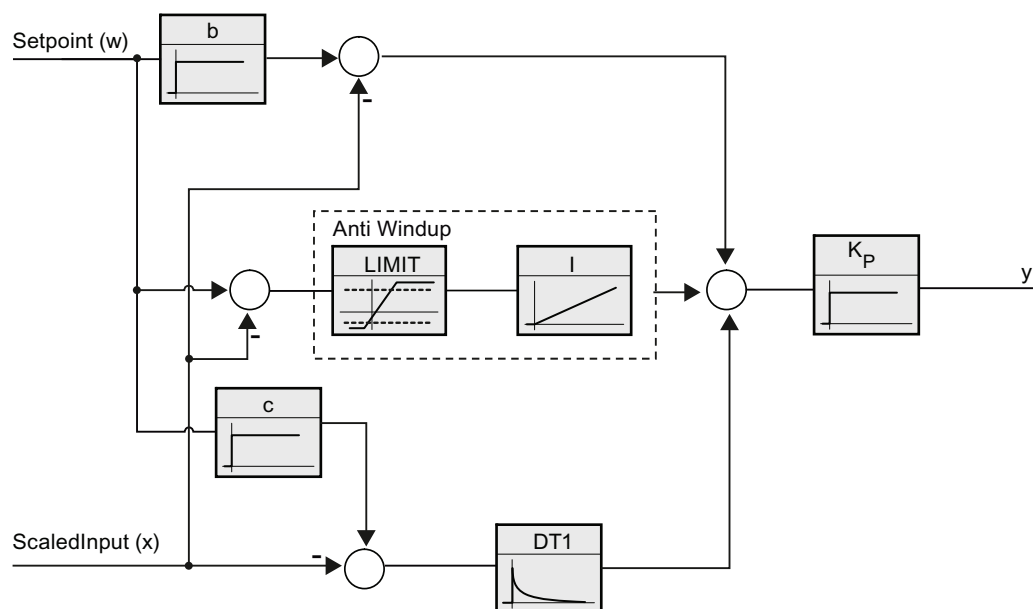 b
Setpoint (w)
-
Anti Windup
LIMIT
I
K_P
y
-
c
ScaledInput (x)
-
DT1